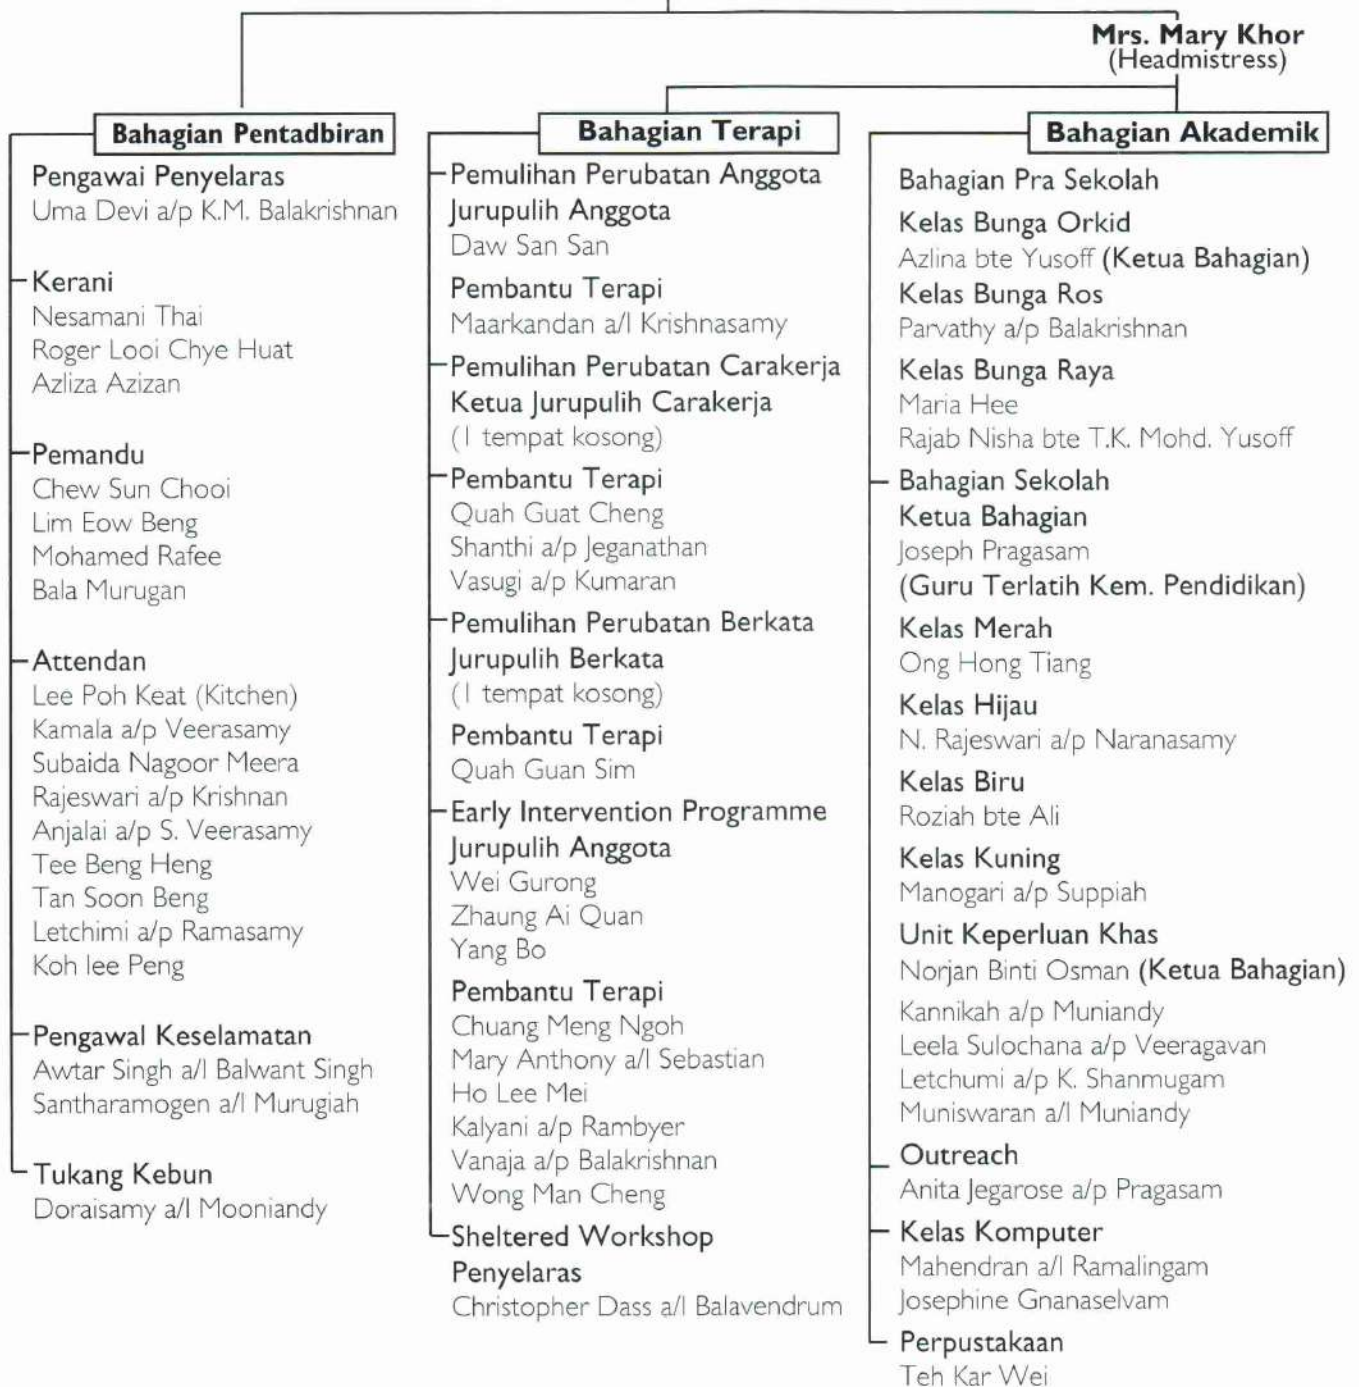 Mrs. Mary Khor
(Headmistress)
Bahagian Pentadbiran
Pengawai Penyelaras
Uma Devi a/p K.M. Balakrishnan
Kerani
Nesamani Thai
Roger Looi Chye Huat
Azliza Azizan
Pemandu
Chew Sun Chooi
Lim Eow Beng
Mohamed Rafee
Bala Murugan
Attendan
Lee Poh Keat (Kitchen)
Kamala a/p Veerasamy
Subaida Nagoor Meera
Rajeswari a/p Krishnan
Anjalai a/p S. Veerasamy
Tee Beng Heng
Tan Soon Beng
Letchimi a/p Ramasamy
Koh lee Peng
Pengawal Keselamatan
Awtar Singh a/l Balwant Singh
Santharamogen a/l Murugiah
Tukang Kebun
Doraisamy a/l Mooniandy
Bahagian Terapi
Pemulihan Perubatan Anggota
Jurupulih Anggota
Daw San San
Pembantu Terapi
Maarkandan a/l Krishnasamy
Pemulihan Perubatan Carakerja
Ketua Jurupulih Carakerja
(1 tempat kosong)
Pembantu Terapi
Quah Guat Cheng
Shanthi a/p Jeganathan
Vasugi a/p Kumaran
Pemulihan Perubatan Berkata
Jurupulih Berkata
(1 tempat kosong)
Pembantu Terapi
Quah Guan Sim
Early Intervention Programme
Jurupulih Anggota
Wei Gurong
Zhaung Ai Quan
Yang Bo
Pembantu Terapi
Chuang Meng Ngoh
Mary Anthony a/l Sebastian
Ho Lee Mei
Kalyani a/p Rambyer
Vanaja a/p Balakrishnan
Wong Man Cheng
Sheltered Workshop
Penyelaras
Christopher Dass a/l Balavendrum
Bahagian Akademik
Bahagian Pra Sekolah
Kelas Bunga Orkid
Azlina bte Yusoff (Ketua Bahagian)
Kelas Bunga Ros
Parvathy a/p Balakrishnan
Kelas Bunga Raya
Maria Hee
Rajab Nisha bte T.K. Mohd. Yusoff
Bahagian Sekolah
Ketua Bahagian
Joseph Pragasam
(Guru Terlatih Kem. Pendidikan)
Kelas Merah
Ong Hong Tiang
Kelas Hijau
N. Rajeswari a/p Naranasamy
Kelas Biru
Roziah bte Ali
Kelas Kuning
Manogari a/p Suppiah
Unit Keperluan Khas
Norjan Binti Osman (Ketua Bahagian)
Kannikah a/p Muniandy
Leela Sulochana a/p Veeragavan
Letchumi a/p K. Shanmugam
Muniswaran a/l Muniandy
Outreach
Anita Jegarose a/p Pragasam
Kelas Komputer
Mahendran a/l Ramalingam
Josephine Gnanaselvam
Perpustakaan
Teh Kar Wei